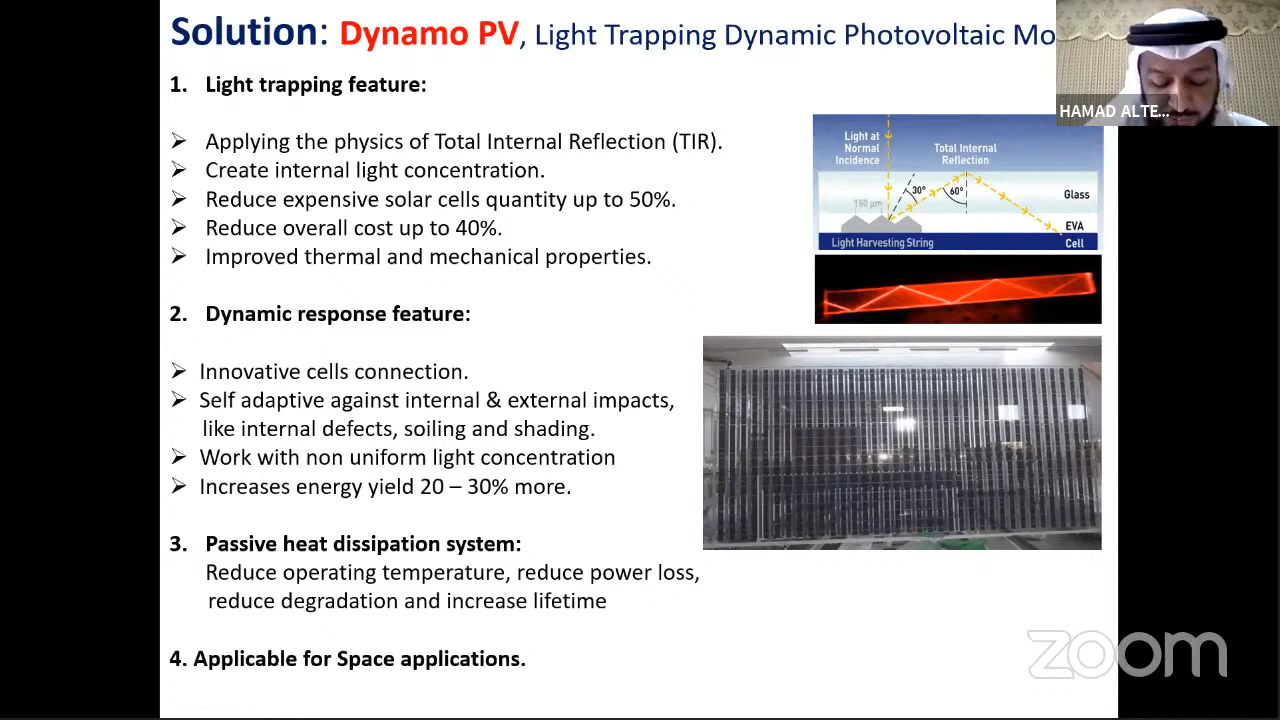 Solution: Dynamo PV, Light Trapping Dynamic Photovoltaic
HAMAD
1. Light trapping feature:
➢ Applying the physics of Total Internal Reflection (TIR).
➢ Create internal light concentration.
➢ Reduce expensive solar cells quantity up to 50%.
➢ Reduce overall cost up to 40%.
➢ Improved thermal and mechanical properties.
2. Dynamic response feature:
➢ Innovative cells connection.
➢ Self adaptive against internal & external impacts,
like internal defects, soiling and shading.
➢ Work with non uniform light concentration
➢ Increases energy yield 20 – 30% more.
3. Passive heat dissipation system:
Reduce operating temperature, reduce power loss,
reduce degradation and increase lifetime
4. Applicable for Space applications.
Light at
Normal
Incidence
Total Internal
Reflection
30°
60°
150 µm
Glass
EVA
Light Harvesting String
Cell
zoom